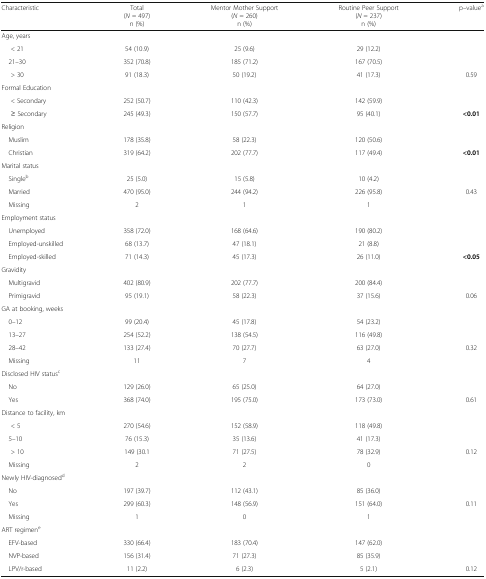 Characteristic Total Mentor Mother Support Routine Peer Support p–value^a
(N = 497) (N = 260) (N = 237)
n (%) n (%) n (%)
Age, years
< 21 54 (10.9) 25 (9.6) 29 (12.2)
21–30 352 (70.8) 185 (71.2) 167 (70.5)
> 30 91 (18.3) 50 (19.2) 41 (17.3) 0.59
Formal Education
< Secondary 252 (50.7) 110 (42.3) 142 (59.9)
≥ Secondary 245 (49.3) 150 (57.7) 95 (40.1) <0.01
Religion
Muslim 178 (35.8) 58 (22.3) 120 (50.6)
Christian 319 (64.2) 202 (77.7) 117 (49.4) <0.01
Marital status
Single^b 25 (5.0) 15 (5.8) 10 (4.2)
Married 470 (95.0) 244 (94.2) 226 (95.8) 0.43
Missing 2 1 1
Employment status
Unemployed 358 (72.0) 168 (64.6) 190 (80.2)
Employed-unskilled 68 (13.7) 47 (18.1) 21 (8.8)
Employed-skilled 71 (14.3) 45 (17.3) 26 (11.0) <0.05
Gravidity
Multigravid 402 (80.9) 202 (77.7) 200 (84.4)
Primigravid 95 (19.1) 58 (22.3) 37 (15.6) 0.06
GA at booking, weeks
0–12 99 (20.4) 45 (17.8) 54 (23.2)
13–27 254 (52.2) 138 (54.5) 116 (49.8)
28–42 133 (27.4) 70 (27.7) 63 (27.0) 0.32
Missing 11 7 4
Disclosed HIV status^c
No 129 (26.0) 65 (25.0) 64 (27.0)
Yes 368 (74.0) 195 (75.0) 173 (73.0) 0.61
Distance to facility, km
< 5 270 (54.6) 152 (58.9) 118 (49.8)
5–10 76 (15.3) 35 (13.6) 41 (17.3)
> 10 149 (30.1 71 (27.5) 78 (32.9) 0.12
Missing 2 2 0
Newly HIV-diagnosed^d
No 197 (39.7) 112 (43.1) 85 (36.0)
Yes 299 (60.3) 148 (56.9) 151 (64.0) 0.11
Missing 1 0 1
ART regimen^e
EFV-based 330 (66.4) 183 (70.4) 147 (62.0)
NVP-based 156 (31.4) 71 (27.3) 85 (35.9)
LPV/r-based 11 (2.2) 6 (2.3) 5 (2.1) 0.12